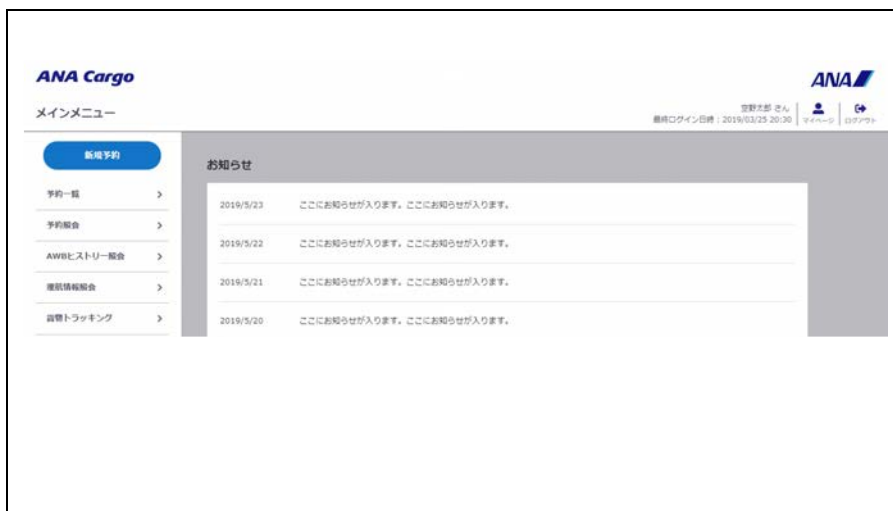 ANA Cargo
ANA
メインメニュー
空野太郎 さん
最終ログイン日時：2019/03/25 20:30
マイページ
ログアウト
新規予約
お知らせ
予約一覧
予約照会
AWBヒストリー照会
運航情報照会
貨物トラッキング
2019/5/23 ここにお知らせが入ります。ここにお知らせが入ります。
2019/5/22 ここにお知らせが入ります。ここにお知らせが入ります。
2019/5/21 ここにお知らせが入ります。ここにお知らせが入ります。
2019/5/20 ここにお知らせが入ります。ここにお知らせが入ります。